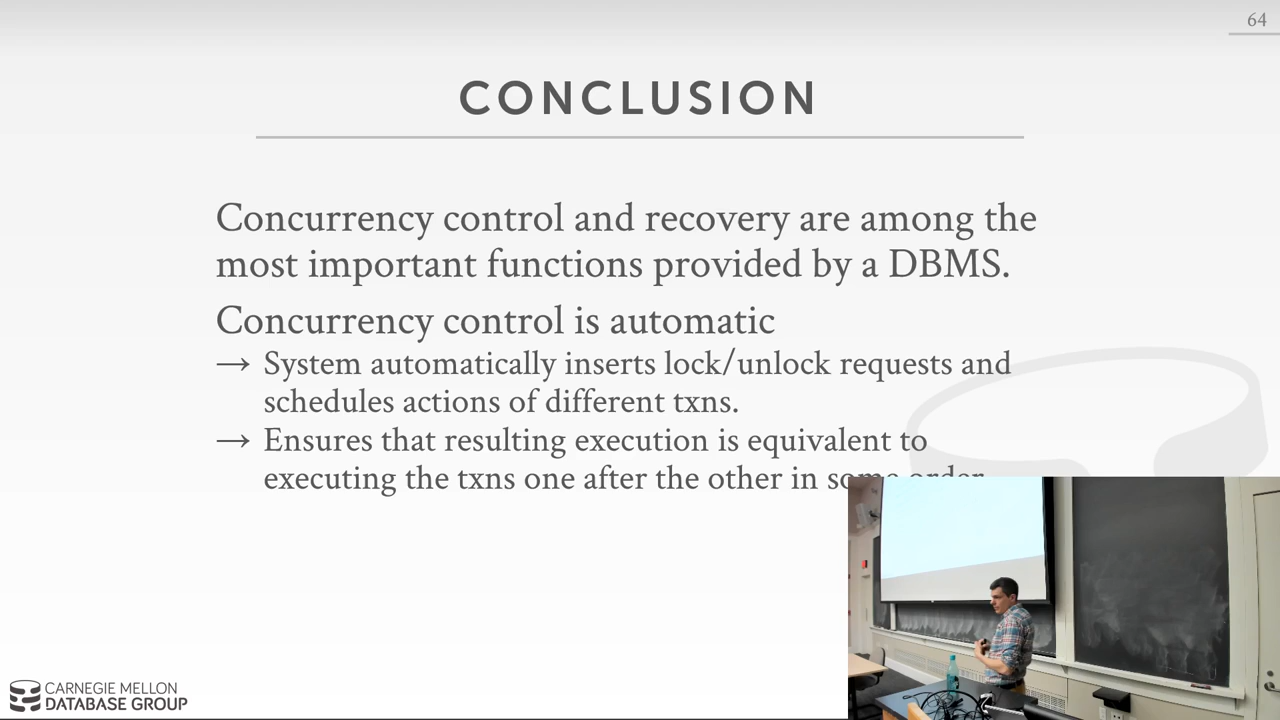 64
CONCLUSION
Concurrency control and recovery are among the
most important functions provided by a DBMS.
Concurrency control is automatic
→ System automatically inserts lock/unlock requests and
schedules actions of different txns.
→ Ensures that resulting execution is equivalent to
executing the txns one after the other in some order
CARNEGIE MELLON
DATABASE GROUP